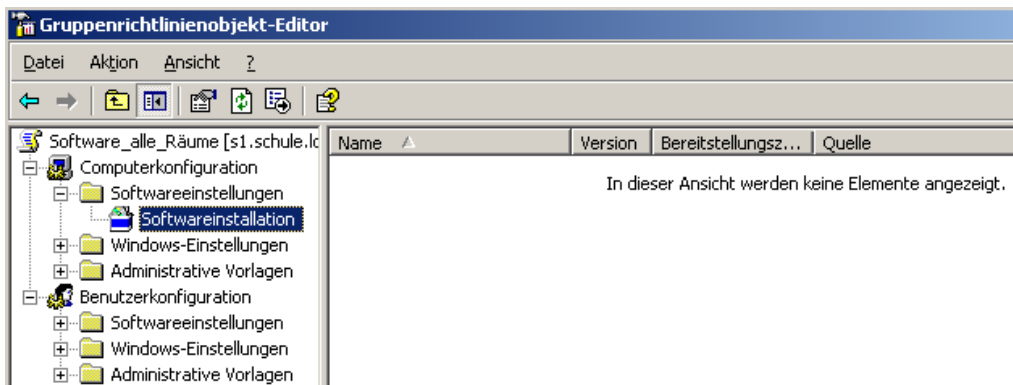 Gruppenrichtlinienobjekt-Editor
Datei Aktion Ansicht ?
Software_alle_Räume [s1.schule.lc
Name Version Bereitstellungsz... Quelle
Computerkonfiguration
In dieser Ansicht werden keine Elemente angezeigt.
Softwareeinstellungen
Softwareinstallation
Windows-Einstellungen
Administrative Vorlagen
Benutzerkonfiguration
Softwareeinstellungen
Windows-Einstellungen
Administrative Vorlagen